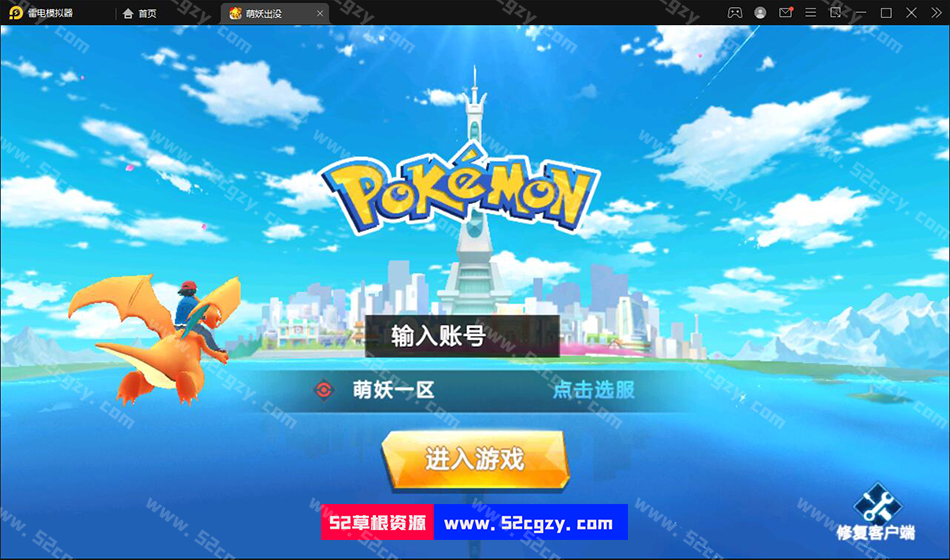 雷电模拟器
首页
萌妖出没
POKéMON
输入账号
萌妖一区
点击选服
进入游戏
52草根资源
www.52cgzy.com
修复客户端